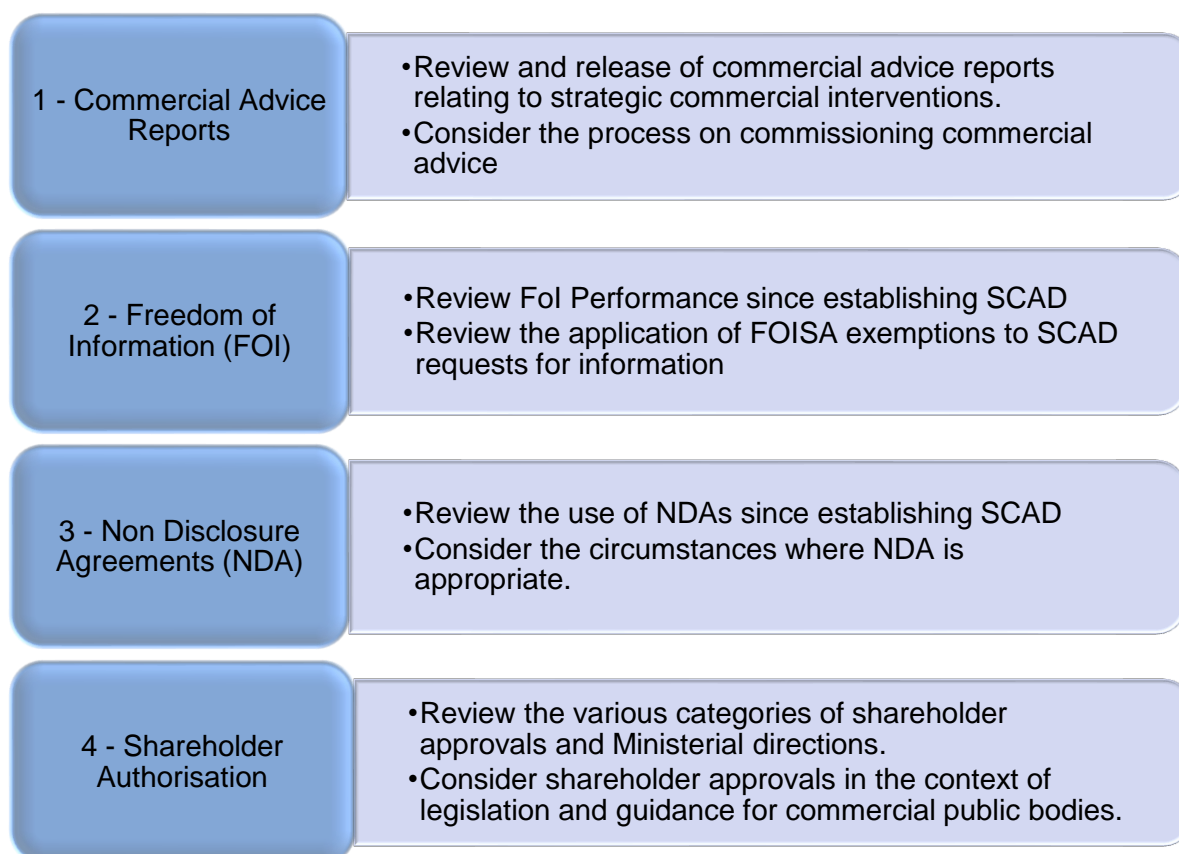 1 - Commercial Advice
Reports
•Review and release of commercial advice reports
relating to strategic commercial interventions.
•Consider the process on commissioning commercial
advice
2 - Freedom of
Information (FOI)
•Review FoI Performance since establishing SCAD
•Review the application of FOISA exemptions to SCAD
requests for information
3 - Non Disclosure
Agreements (NDA)
•Review the use of NDAs since establishing SCAD
•Consider the circumstances where NDA is
appropriate.
4 - Shareholder
Authorisation
•Review the various categories of shareholder
approvals and Ministerial directions.
•Consider shareholder approvals in the context of
legislation and guidance for commercial public bodies.